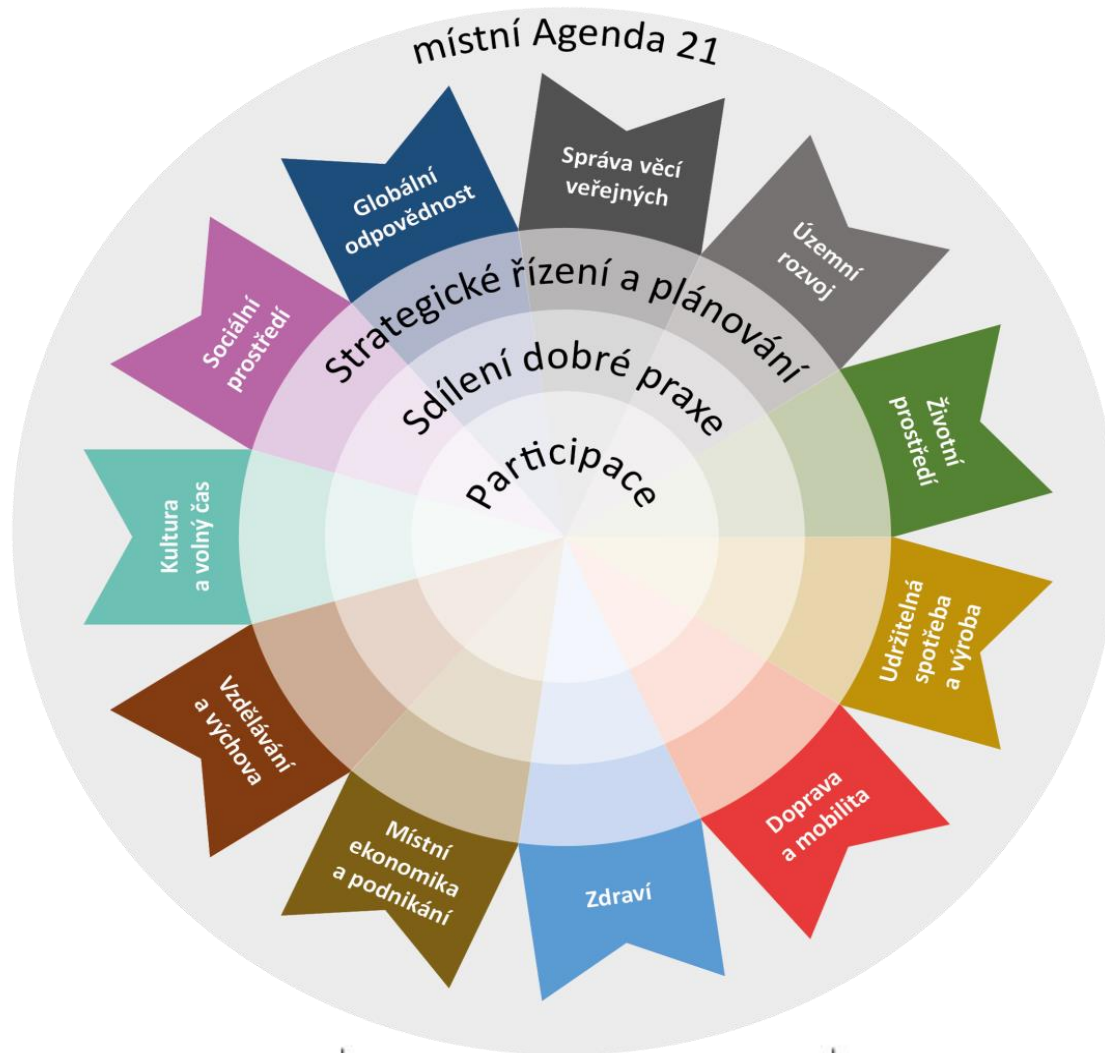 místní Agenda 21
Správa věcí
veřejných
Územní
rozvoj
Životní
prostředí
Udržitelná
spotřeba
a výroba
Doprava
a mobilita
Zdraví
Místní
ekonomika
a podnikání
Vzdělávání
a výchova
Kultura
a volný čas
Sociální
prostředí
Globální
odpovědnost
Strategické řízení a plánování
Sdílení dobré praxe
Participace